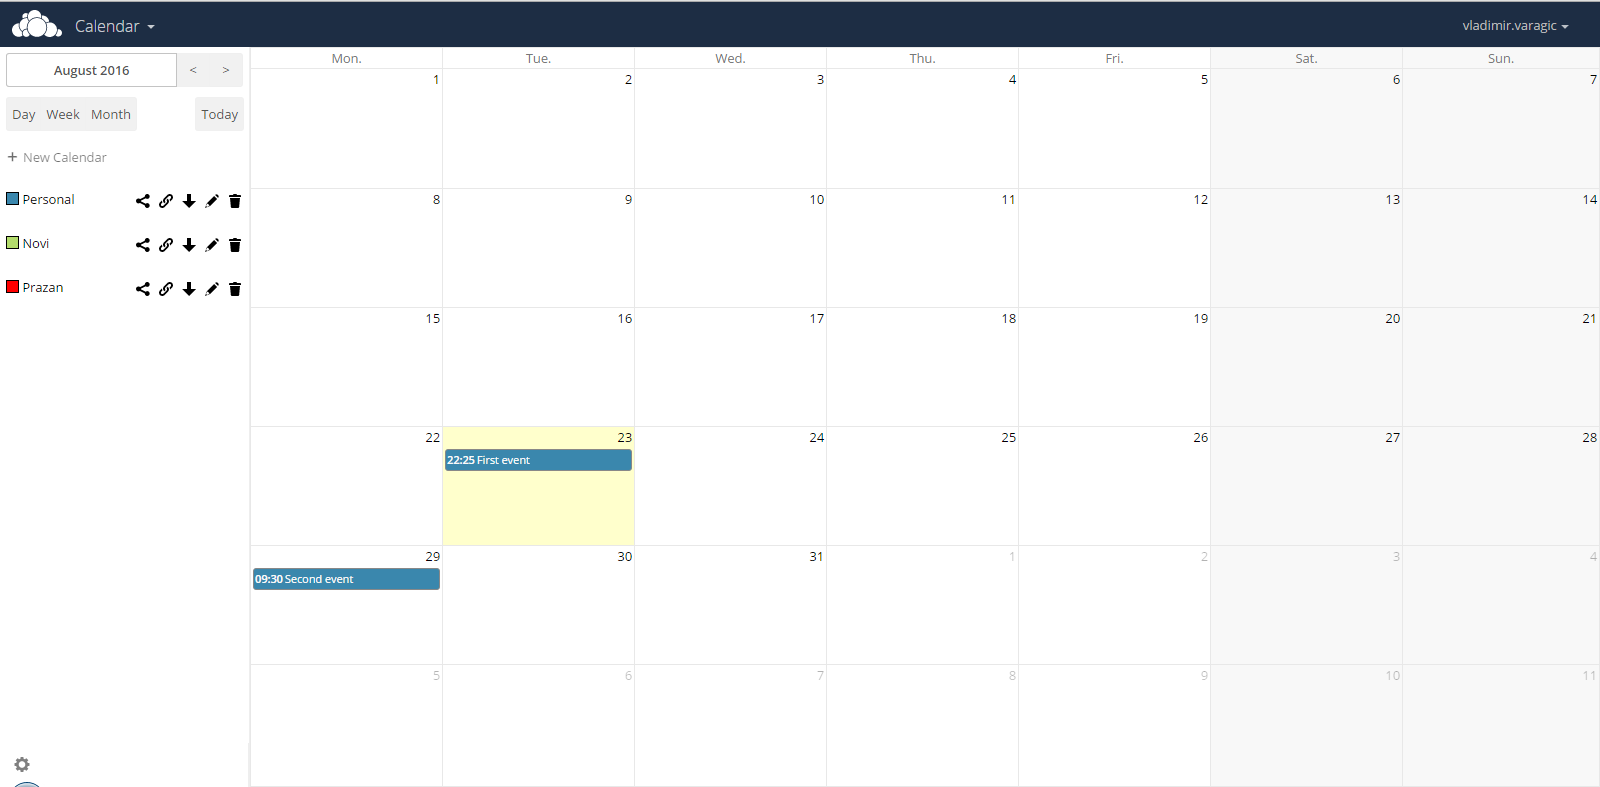 Calendar
vladimir.varagic
August 2016 < >
Day Week Month Today
+ New Calendar
Personal
Novi
Prazan
Mon. Tue. Wed. Thu. Fri. Sat. Sun.
1 2 3 4 5 6 7
8 9 10 11 12 13 14
15 16 17 18 19 20 21
22 23 24 25 26 27 28
22:25 First event
29 30 31 1 2 3 4
09:30 Second event
5 6 7 8 9 10 11